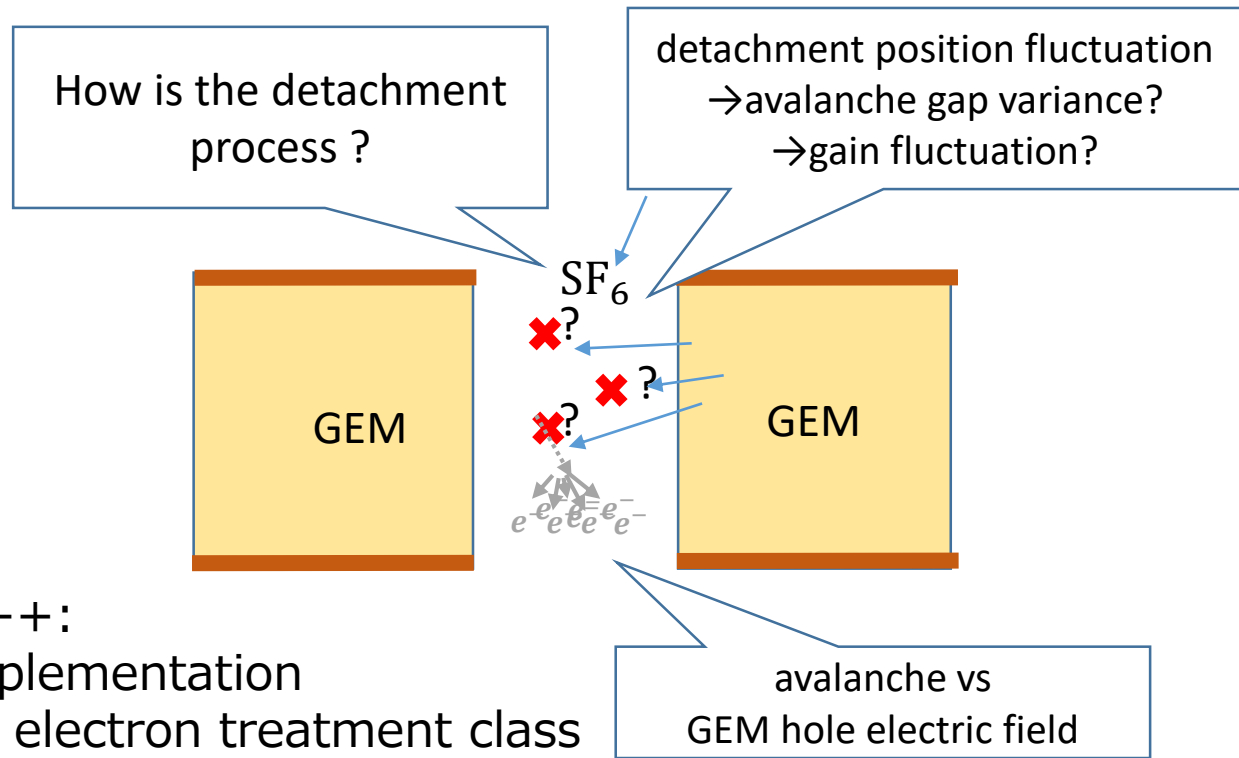 How is the detachment
process ?
detachment position fluctuation
→avalanche gap variance?
→gain fluctuation?
SF₆
?
?
?
GEM
GEM
e⁻
e⁻
e⁻
e⁻
-+:
plementation
electron treatment class
avalanche vs
GEM hole electric field